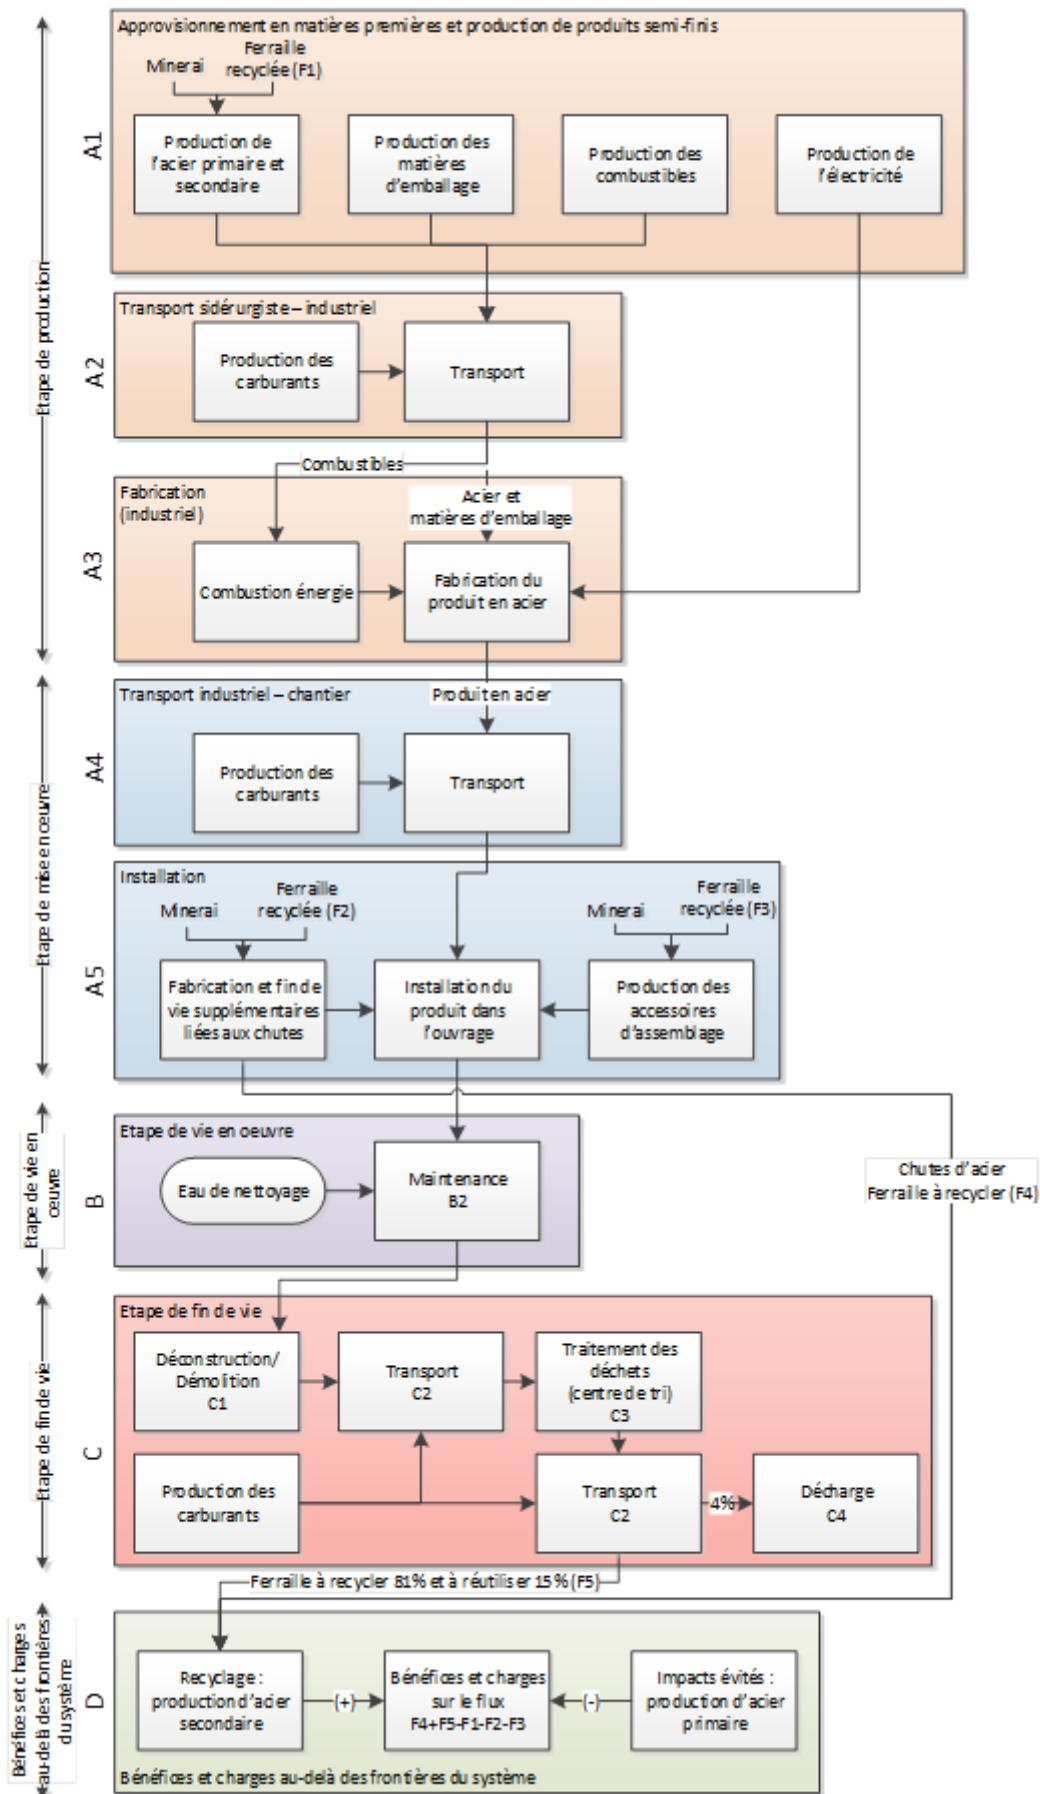 Approvisionnement en matières premières et production de produits semi-finis
Minerai
Ferraille
recyclée (F1)
Production de
l'acier primaire et
secondaire
Production des
matières
d'emballage
Production des
combustibles
Production de
l'électricité
A1
Etape de production
Transport sidérurgiste – industriel
Production des
carburants
Transport
A2
Combustibles
Fabrication
(industriel)
Acier et
matières d'emballage
Combustion énergie
Fabrication du
produit en acier
A3
Transport industriel – chantier
Produit en acier
Production des
carburants
Transport
A4
Etape de mise en œuvre
Installation
Minerai
Ferraille
recyclée (F2)
Minerai
Ferraille
recyclée (F3)
Fabrication et fin de
vie supplémentaires
liées aux chutes
Installation du
produit dans
l'ouvrage
Production des
accessoires
d'assemblage
A5
Etape de vie en oeuvre
Eau de nettoyage
Maintenance
B2
B
Etape de vie en
œuvre
Chutes d'acier
Ferraille à recycler (F4)
Etape de fin de vie
Déconstruction/
Démolition
C1
Transport
C2
Traitement des
déchets
(centre de tri)
C3
Production des
carburants
Transport
C2
4%
Décharge
C4
C
Etape de fin de vie
Ferraille à recycler 81% et à réutiliser 15% (F5)
Recyclage :
production d'acier
secondaire
(+)
Bénéfices et charges
sur le flux
F4+F5-F1-F2-F3
(-)
Impacts évités :
production d'acier
primaire
D
Bénéfices et charges
au-delà des frontières
du système
Bénéfices et charges au-delà des frontières du système